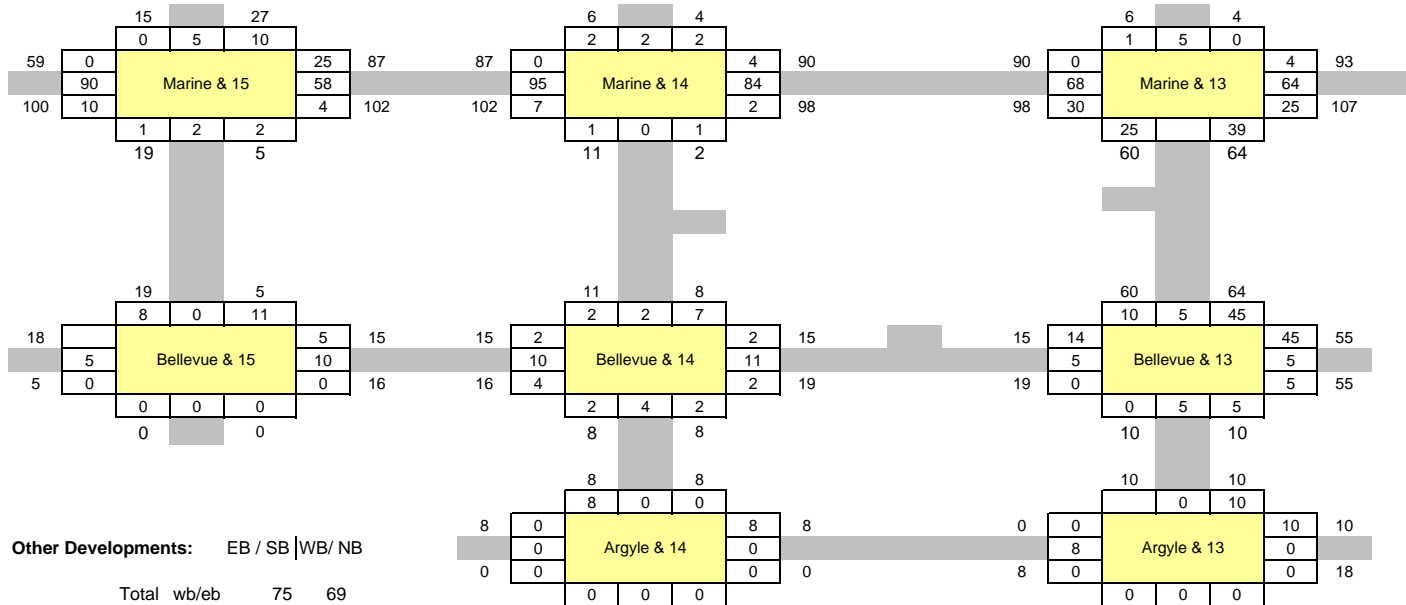 15 27 6 4 6 4
0 5 10 2 2 2 1 5 0
59 0 25 87 87 0 4 90 90 0 4 93
90 Marine & 15 58 95 Marine & 14 84 68 Marine & 13 64
100 10 4 102 102 7 2 98 98 30 25 107
1 2 2 1 0 1 25 39
19 5 11 2 60 64
19 5 11 8 60 64
8 0 11 2 2 7 10 5 45
18 5 15 15 2 2 15 15 14 45 55
5 Bellevue & 15 10 10 Bellevue & 14 11 5 Bellevue & 13 5
5 0 0 16 16 4 2 19 19 0 5 55
0 0 0 2 4 2 0 5 5
0 0 8 8 10 10
8 8 10 10
8 0 0 0 10
8 0 8 8 0 0 10 10
Other Developments: EB / SB WB/ NB 0 Argyle & 14 0 8 Argyle & 13 0
0 0 0 0 8 0 0 18
Total wb/eb 75 69 0 0 0 0 0 0